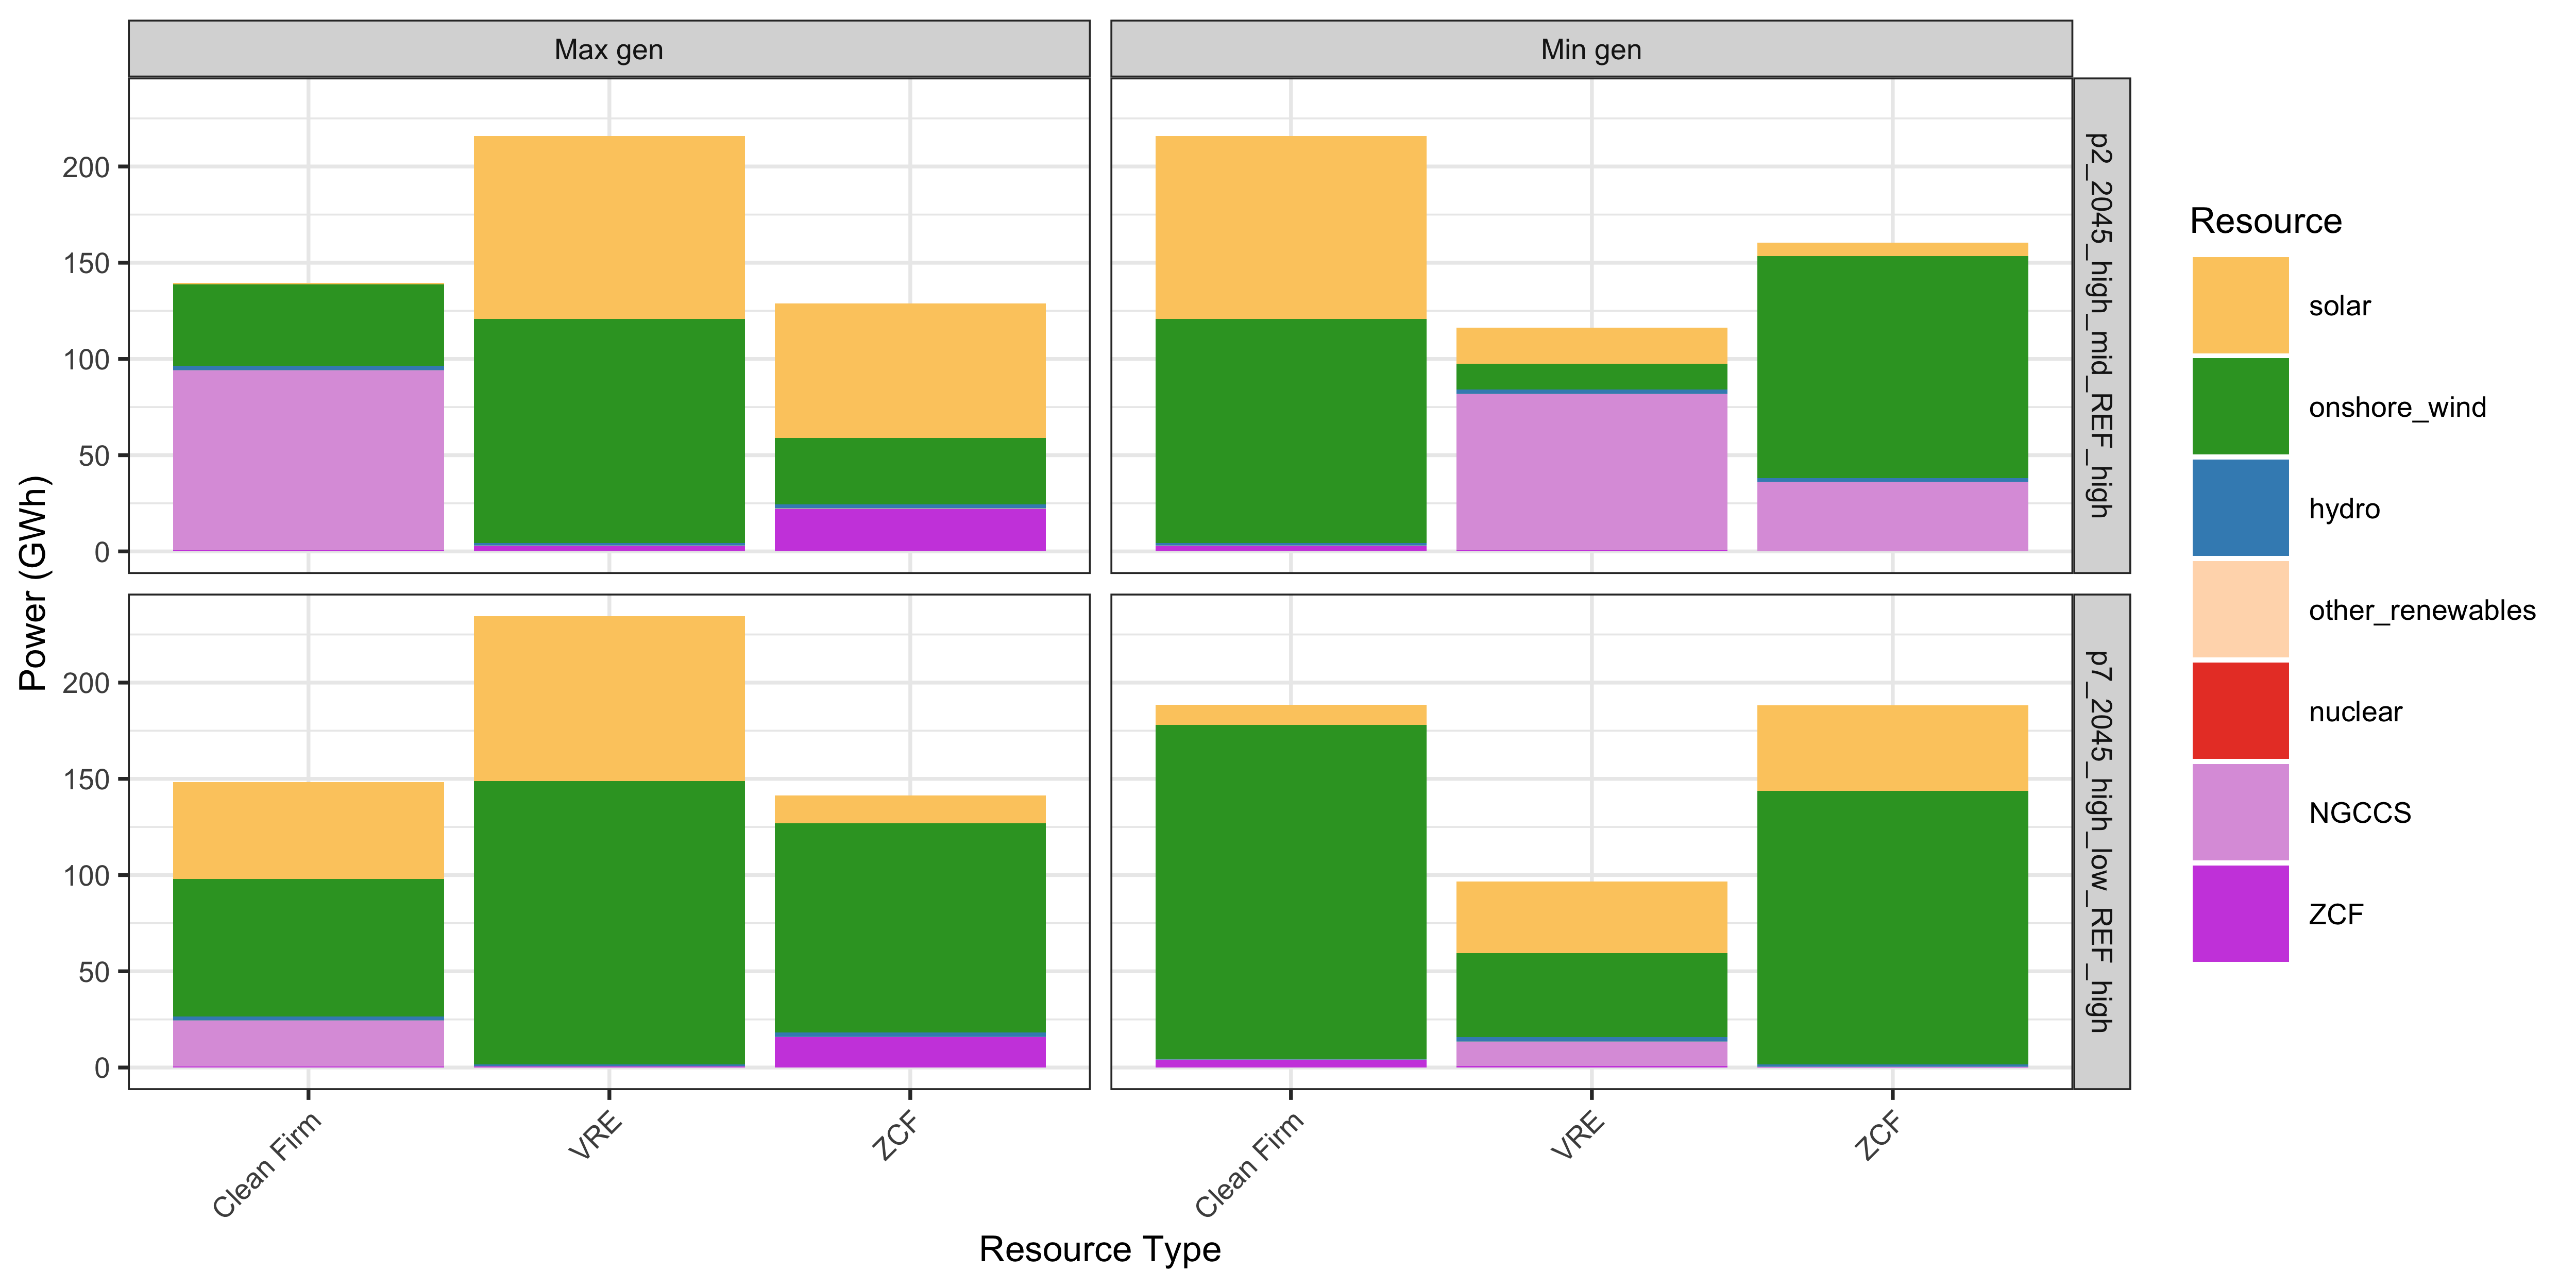 Max gen
Min gen
p2_2045_high_mid_REF_high
200
150
100
50
0
p7_2045_high_low_REF_high
200
150
100
50
0
Power (GWh)
Clean Firm
VRE
ZCF
Clean Firm
VRE
ZCF
Resource Type
Resource
solar
onshore_wind
hydro
other_renewables
nuclear
NGCCS
ZCF